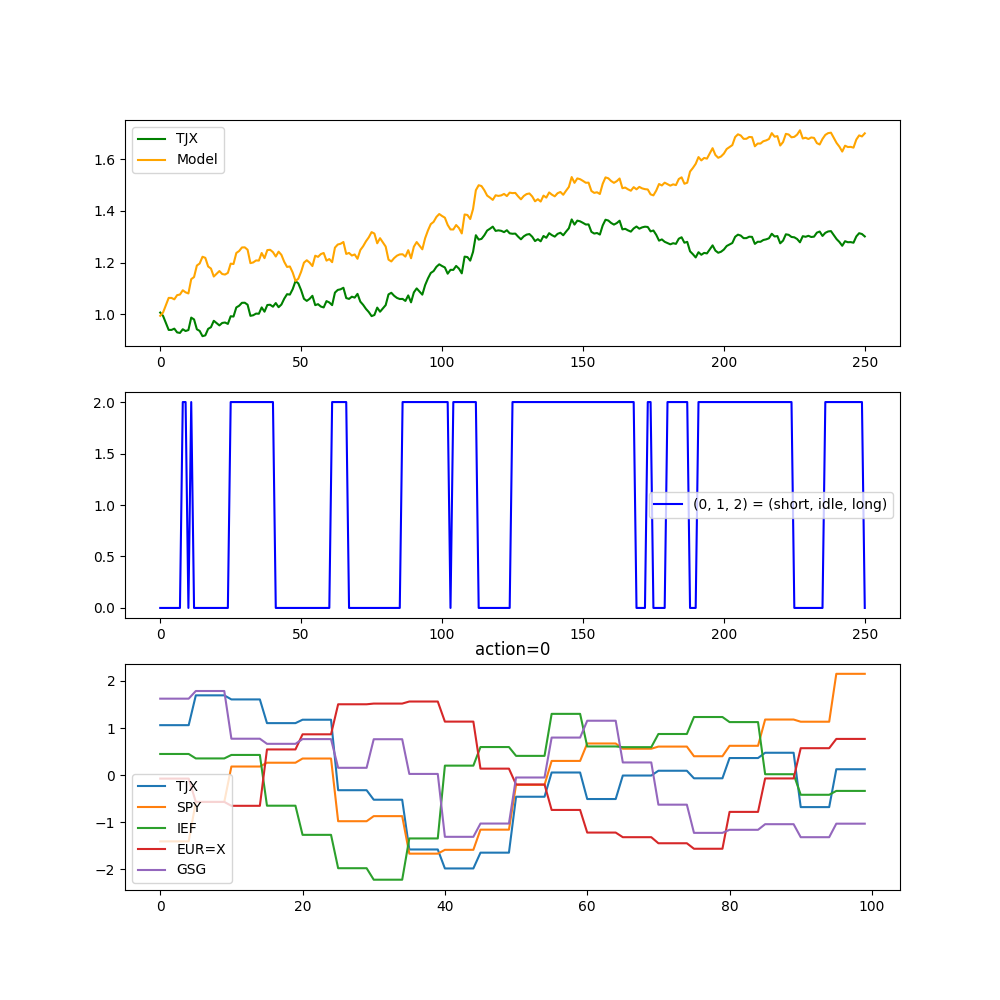 TJX
Model
1.6
1.4
1.2
1.0
0 50 100 150 200 250
2.0
1.5
1.0
0.5
0.0
(0, 1, 2) = (short, idle, long)
0 50 100 150 200 250
action=0
2
1
0
−1
−2
TJX
SPY
IEF
EUR=X
GSG
0 20 40 60 80 100